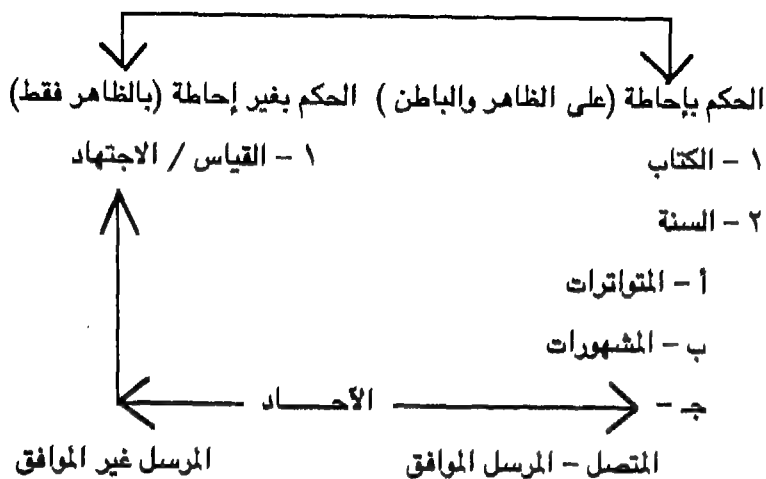 الحكم بإحاطة (على الظاهر والباطن ) الحكم بغير إحاطة (بالظاهر فقط)
١ – الكتاب ١ – القياس / الاجتهاد
٢ – السنة
أ – المتواترات
ب – المشهورات
جـ – الآحـــــاد
المتصل – المرسل الموافق المرسل غير الموافق